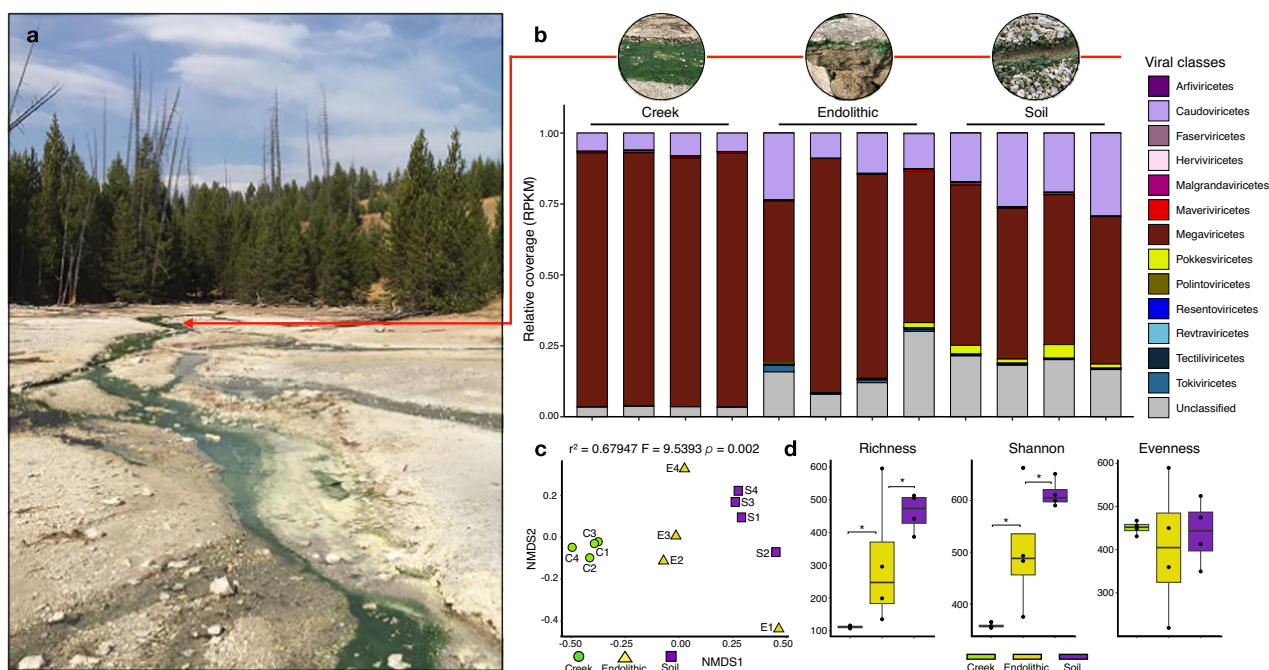 a
b
Creek
Endolithic
Soil
Relative coverage (RPKM)
1.00
0.75
0.50
0.25
0.00
Viral classes
Arfiviricetes
Caudoviricetes
Faserviricetes
Herviviricetes
Malgrandaviricetes
Maveriviricetes
Megaviricetes
Pokkesviricetes
Polintoviricetes
Resentoviricetes
Revtraviricetes
Tectiliviricetes
Tokiviricetes
Unclassified
c
r² = 0.67947 F = 9.5393 p = 0.002
NMDS2
0.2
0.0
-0.2
-0.4
E4
S4
S3
S1
C3
E3
C1
C4
S2
E2
C2
E1
-0.50
-0.25
0.00
0.25
0.50
NMDS1
Creek
Endolithic
Soil
d
Richness
600
500
400
300
200
100
*
*
Shannon
600
500
400
*
*
Evenness
600
500
400
300
Creek
Endolithic
Soil